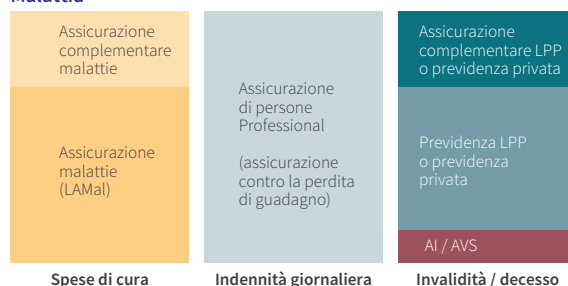 Malattia
Assicurazione
complementare
malattie
Assicurazione
malattie
(LAMal)
Spese di cura
Assicurazione
di persone
Professional
(assicurazione
contro la perdita
di guadagno)
Indennità giornaliera
Assicurazione
complementare LPP
o previdenza privata
Previdenza LPP
o previdenza
privata
AI / AVS
Invalidità / decesso